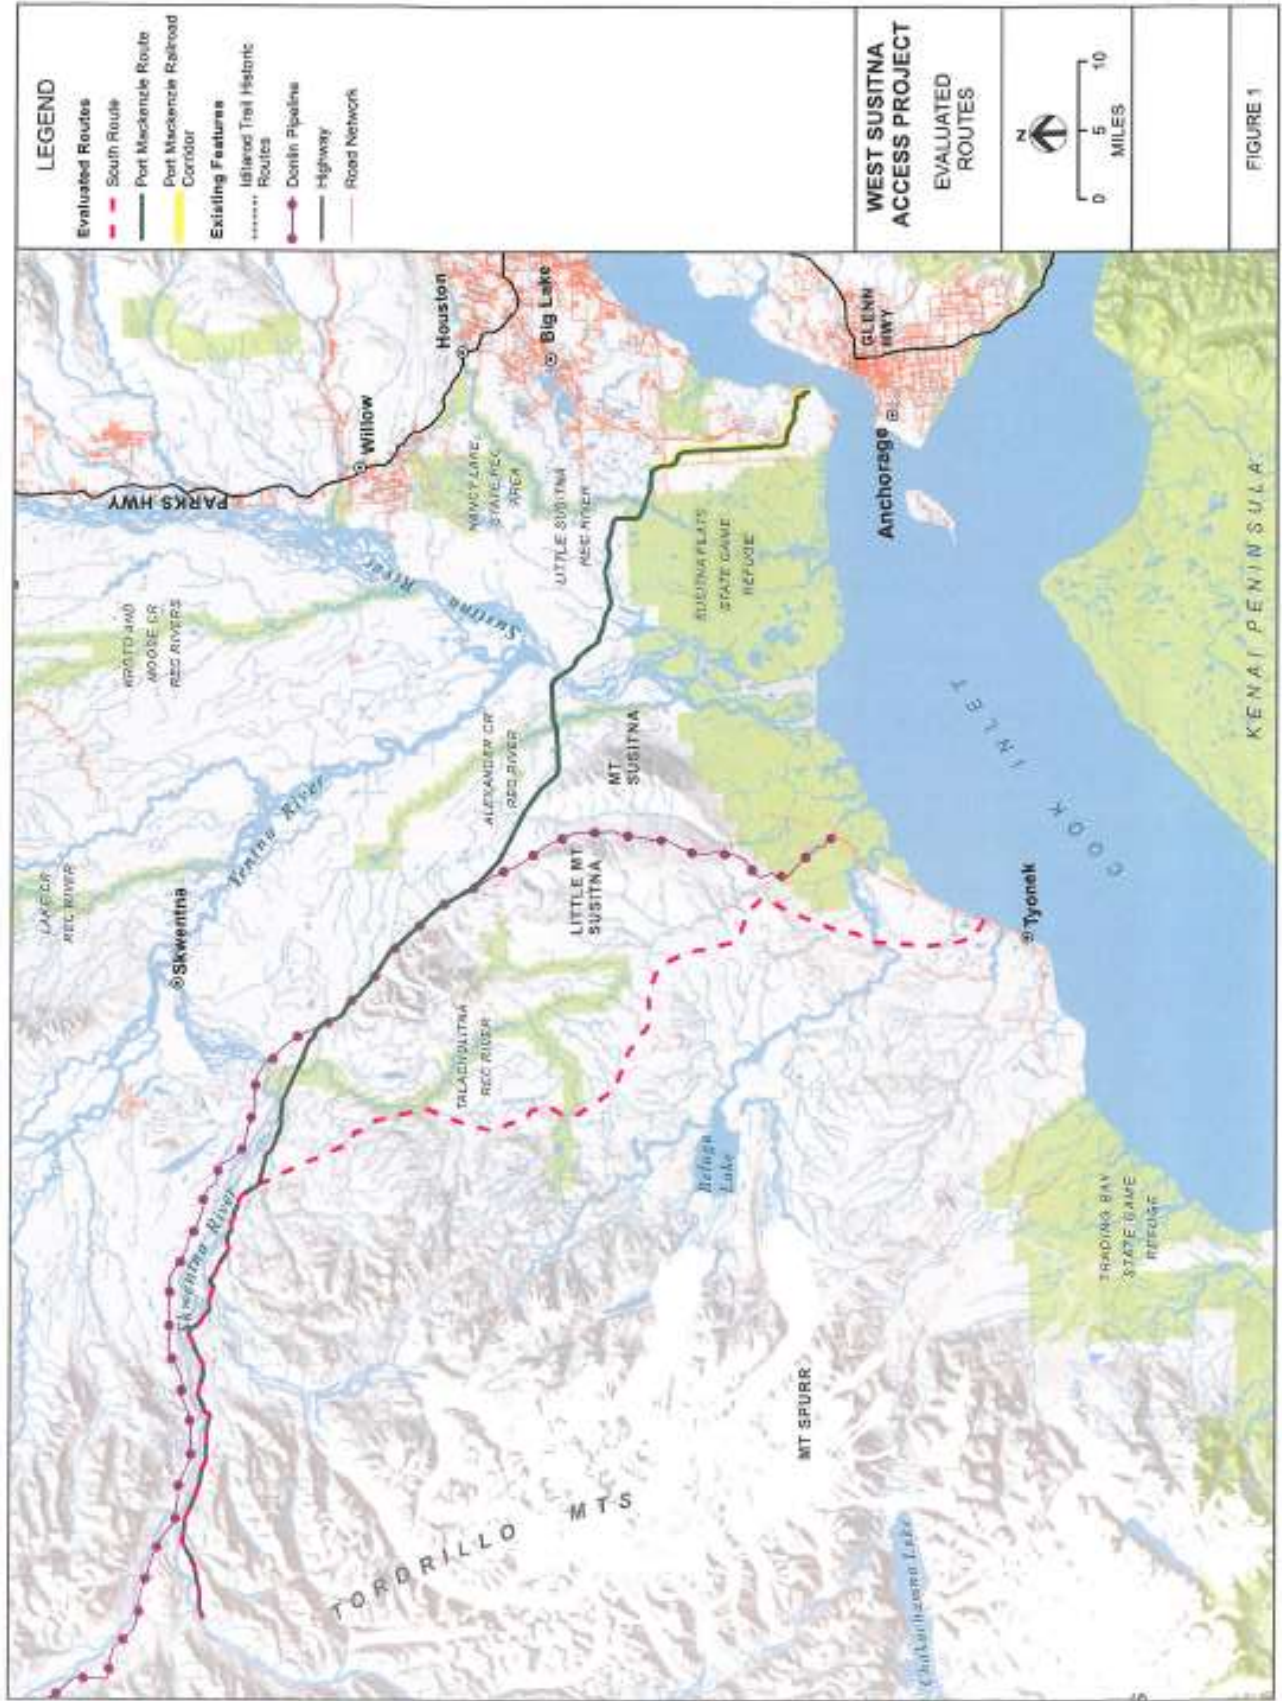 LEGEND
Evaluated Routes
South Route
Port Mackenzie Route
Port Mackenzie Railroad
Corridor
Existing Features
Iditarod Trail Historic
Routes
Donlin Pipeline
Highway
Road Network
WEST SUSITNA
ACCESS PROJECT
EVALUATED
ROUTES
N
0 5 10
MILES
FIGURE 1
PARKS HWY
Willow
Houston
Big Lake
GLENN
HWY
Anchorage
NANCY LAKE
STATE REC
AREA
LITTLE SUSITNA
REC RIVER
SUSITNA FLATS
STATE GAME
REFUGE
KROTO AND
MOOSE CR
REC RIVERS
Susitna River
ALEXANDER CR
REC RIVER
MT
SUSITNA
Yentna River
LAKE CR
REC RIVER
Skwentna
LITTLE MT
SUSITNA
TALACHULITNA
REC RIVER
Tyonek
COOK INLET
KENAI PENINSULA
Skwentna River
Beluga
Lake
TRADING BAY
STATE GAME
REFUGE
MT SPURR
TORDRILLO MTS
Chakachamna Lake